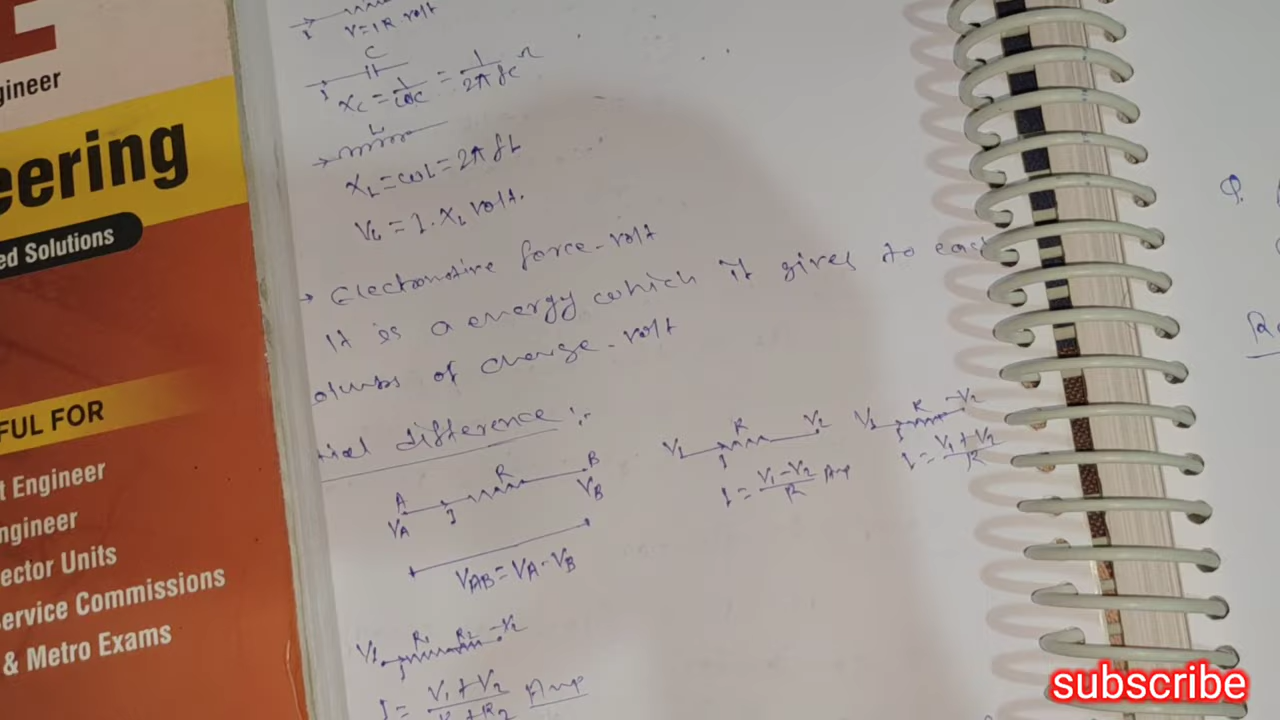 gineer
eering
ed Solutions
FUL FOR
t Engineer
ngineer
ector Units
ervice Commissions
& Metro Exams
I
V=IR volt
C
I
Xc = 1/ωc = 1/2πfc Ω
L
XL = ωL = 2πfL
VL = I.XL volt.
→ Electromotive force - volt
It is a energy which it gives to each
olumbs of charge - volt
tial difference :-
A R B
VA I VB
VAB = VA - VB
V1 R V2
I
I = V1-V2/R Amp
V1 R -V2
I
I = V1+V2/R
V1 R1 R2 -V2
I
I = V1+V2/R1+R2 Amp
Q.
subscribe